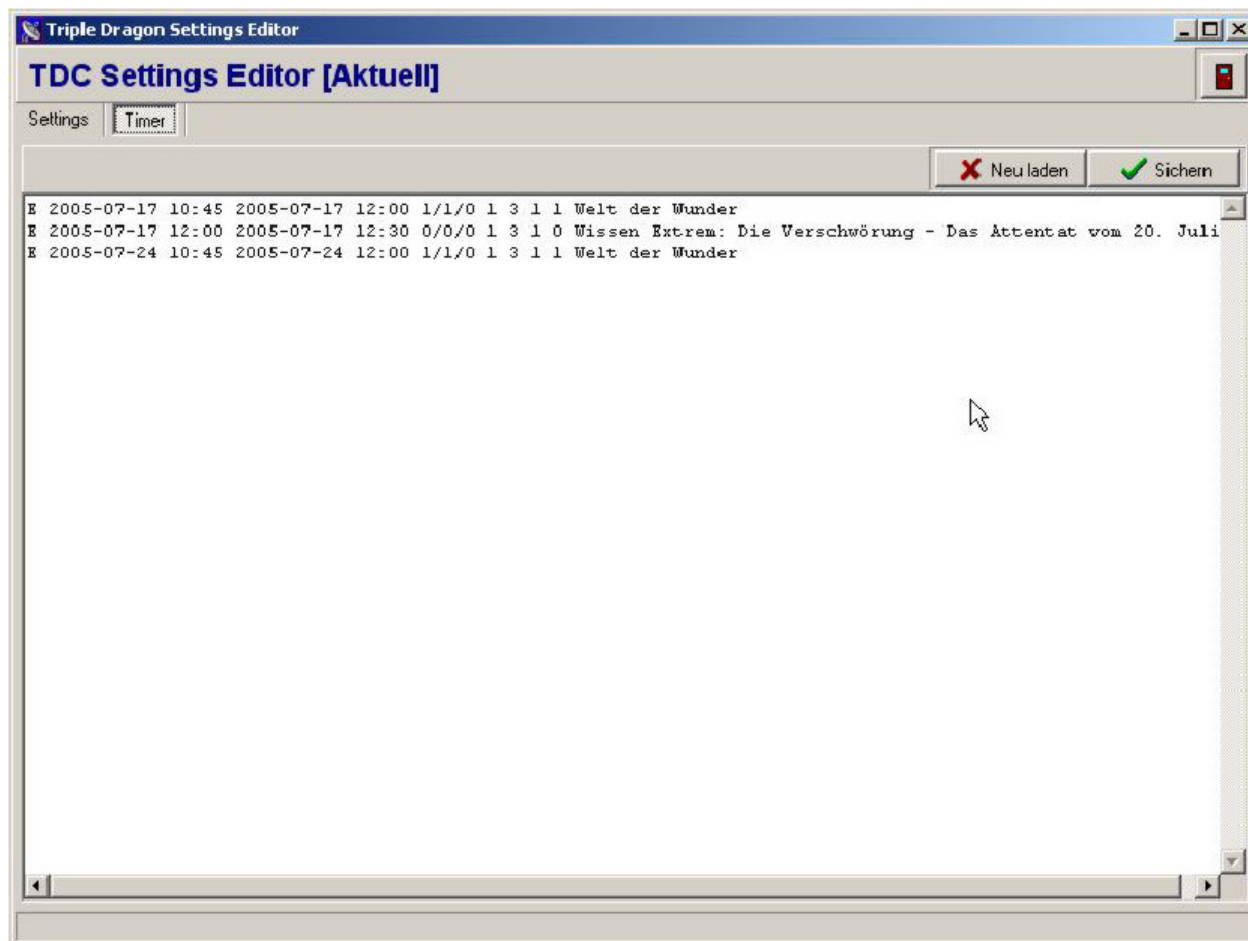 Triple Dragon Settings Editor
TDC Settings Editor [Aktuell]
Settings Timer
Neu laden Sichern
E 2005-07-17 10:45 2005-07-17 12:00 1/1/0 1 3 1 1 Welt der Wunder
E 2005-07-17 12:00 2005-07-17 12:30 0/0/0 1 3 1 0 Wissen Extrem: Die Verschwörung - Das Attentat vom 20. Juli
E 2005-07-24 10:45 2005-07-24 12:00 1/1/0 1 3 1 1 Welt der Wunder